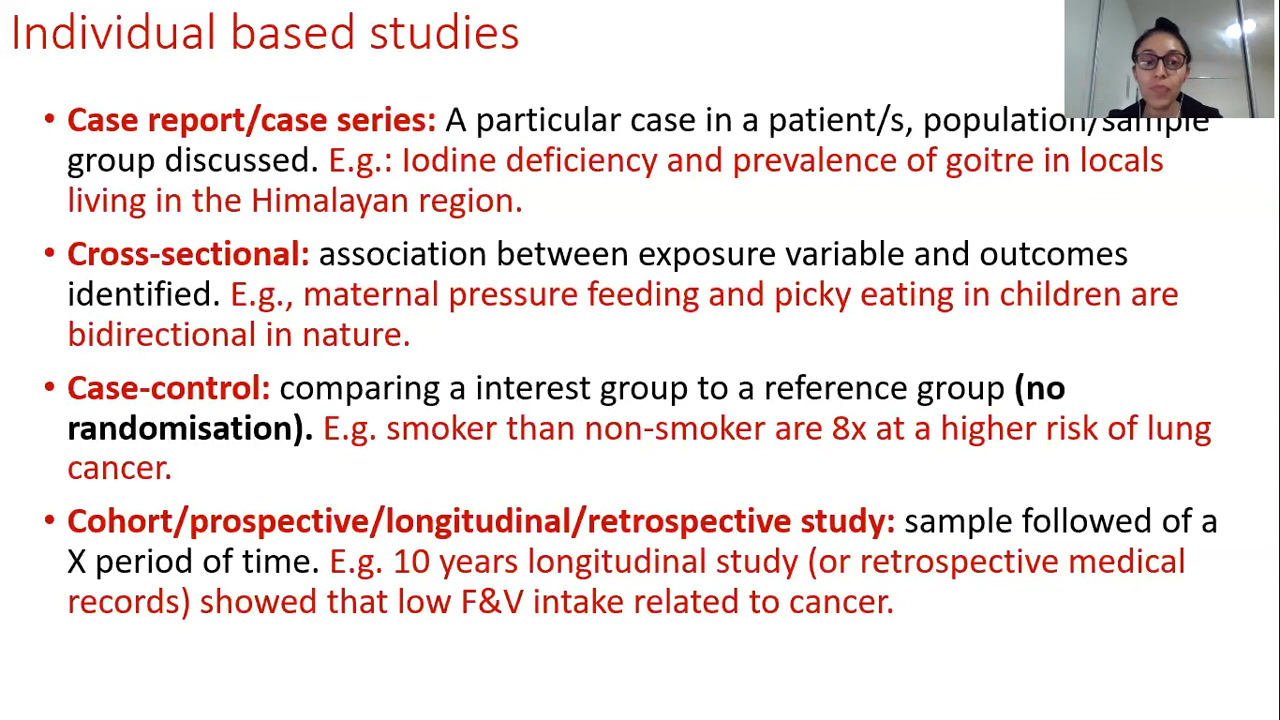 Individual based studies
• Case report/case series: A particular case in a patient/s, population/sample
group discussed. E.g.: Iodine deficiency and prevalence of goitre in locals
living in the Himalayan region.
• Cross-sectional: association between exposure variable and outcomes
identified. E.g., maternal pressure feeding and picky eating in children are
bidirectional in nature.
• Case-control: comparing a interest group to a reference group (no
randomisation). E.g. smoker than non-smoker are 8x at a higher risk of lung
cancer.
• Cohort/prospective/longitudinal/retrospective study: sample followed of a
X period of time. E.g. 10 years longitudinal study (or retrospective medical
records) showed that low F&V intake related to cancer.